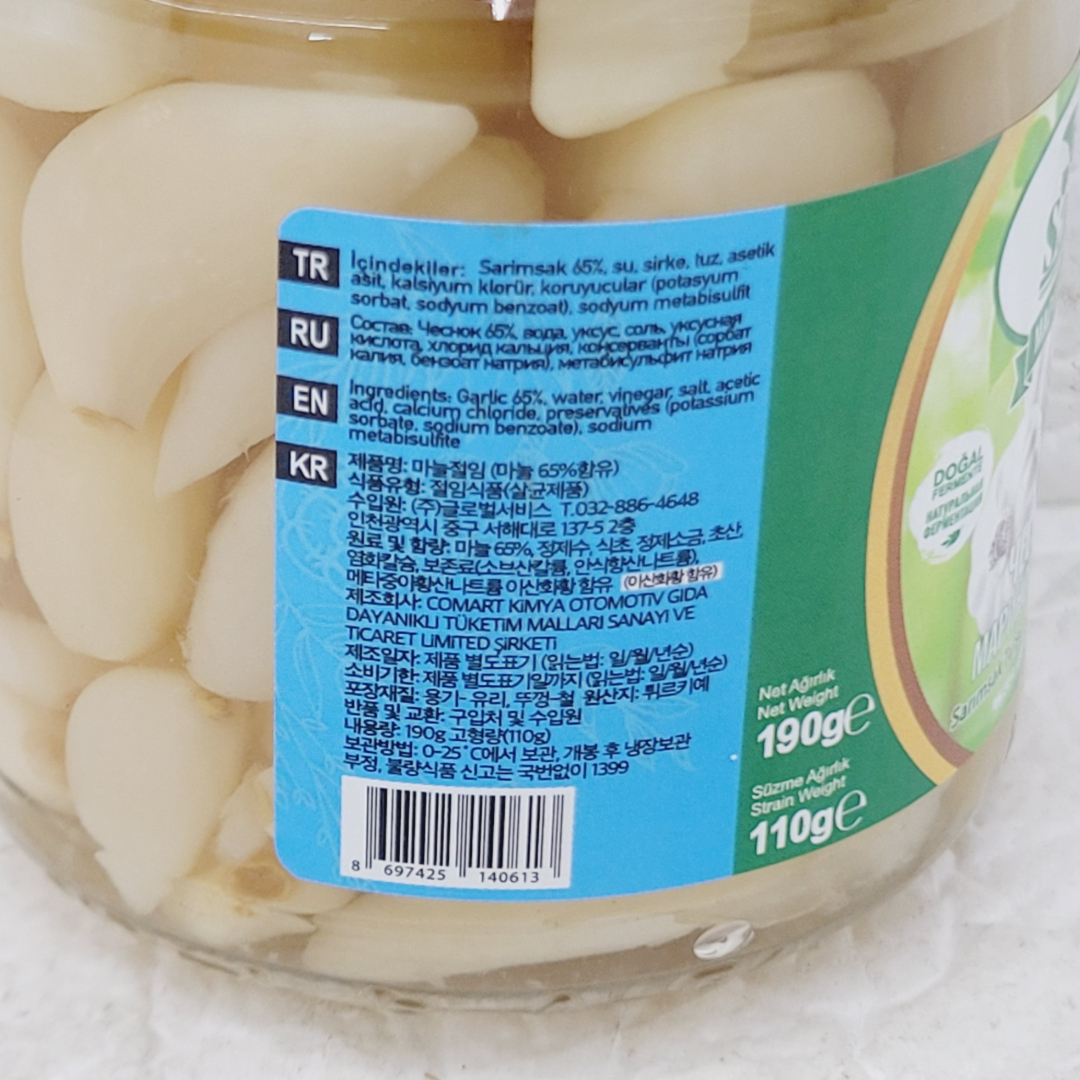 TR
İçindekiler: Sarimsak 65%, su, sirke, tuz, asetik
asit, kalsiyum klorür, koruyucular (potasyum
sorbat, sodyum benzoat), sodyum metabisulfit
RU
Состав: Чеснок 65%, вода, уксус, соль, уксусная
кислота, хлорид кальция, консерванты (сорбат
калия, бензоат натрия), метабисульфит натрия
EN
Ingredients: Garlic 65%, water, vinegar, salt, acetic
acid, calcium chloride, preservatives (potassium
sorbate, sodium benzoate), sodium
metabisulfite
KR
제품명: 마늘절임 (마늘 65%함유)
식품유형: 절임식품(살균제품)
수입원: (주)글로벌서비스 T.032-886-4648
인천광역시 중구 서해대로 137-5 2층
원료 및 함량: 마늘 65%, 정제수, 식초, 정제소금, 초산,
염화칼슘, 보존료(소브산칼륨, 안식향산나트륨),
메타중아황산나트륨 이산화황 함유 (이산화황 함유)
제조회사: COMART KiMYA OTOMOTIV GIDA
DAYANIKLI TÜKETİM MALLARI SANAYI VE
TiCARET LIMITED ŞiRKETi
제조일자: 제품 별도표기 (읽는법: 일/월/년순)
소비기한: 제품 별도표기일까지 (읽는법: 일/월/년순)
포장재질: 용기- 유리, 뚜껑-철 원산지: 튀르키예
반품 및 교환: 구입처 및 수입원
내용량: 190g 고형량(110g)
보관방법: 0-25˚C에서 보관, 개봉 후 냉장보관
부정, 불량식품 신고는 국번없이 1399
8 697425 140613
Net Ağırlık
Net Weight
190g℮
Süzme Ağırlık
Strain Weight
110g℮
DOĞAL
FERMENTE
НАТУРАЛЬНАЯ
ФЕРМЕНТАЦИЯ